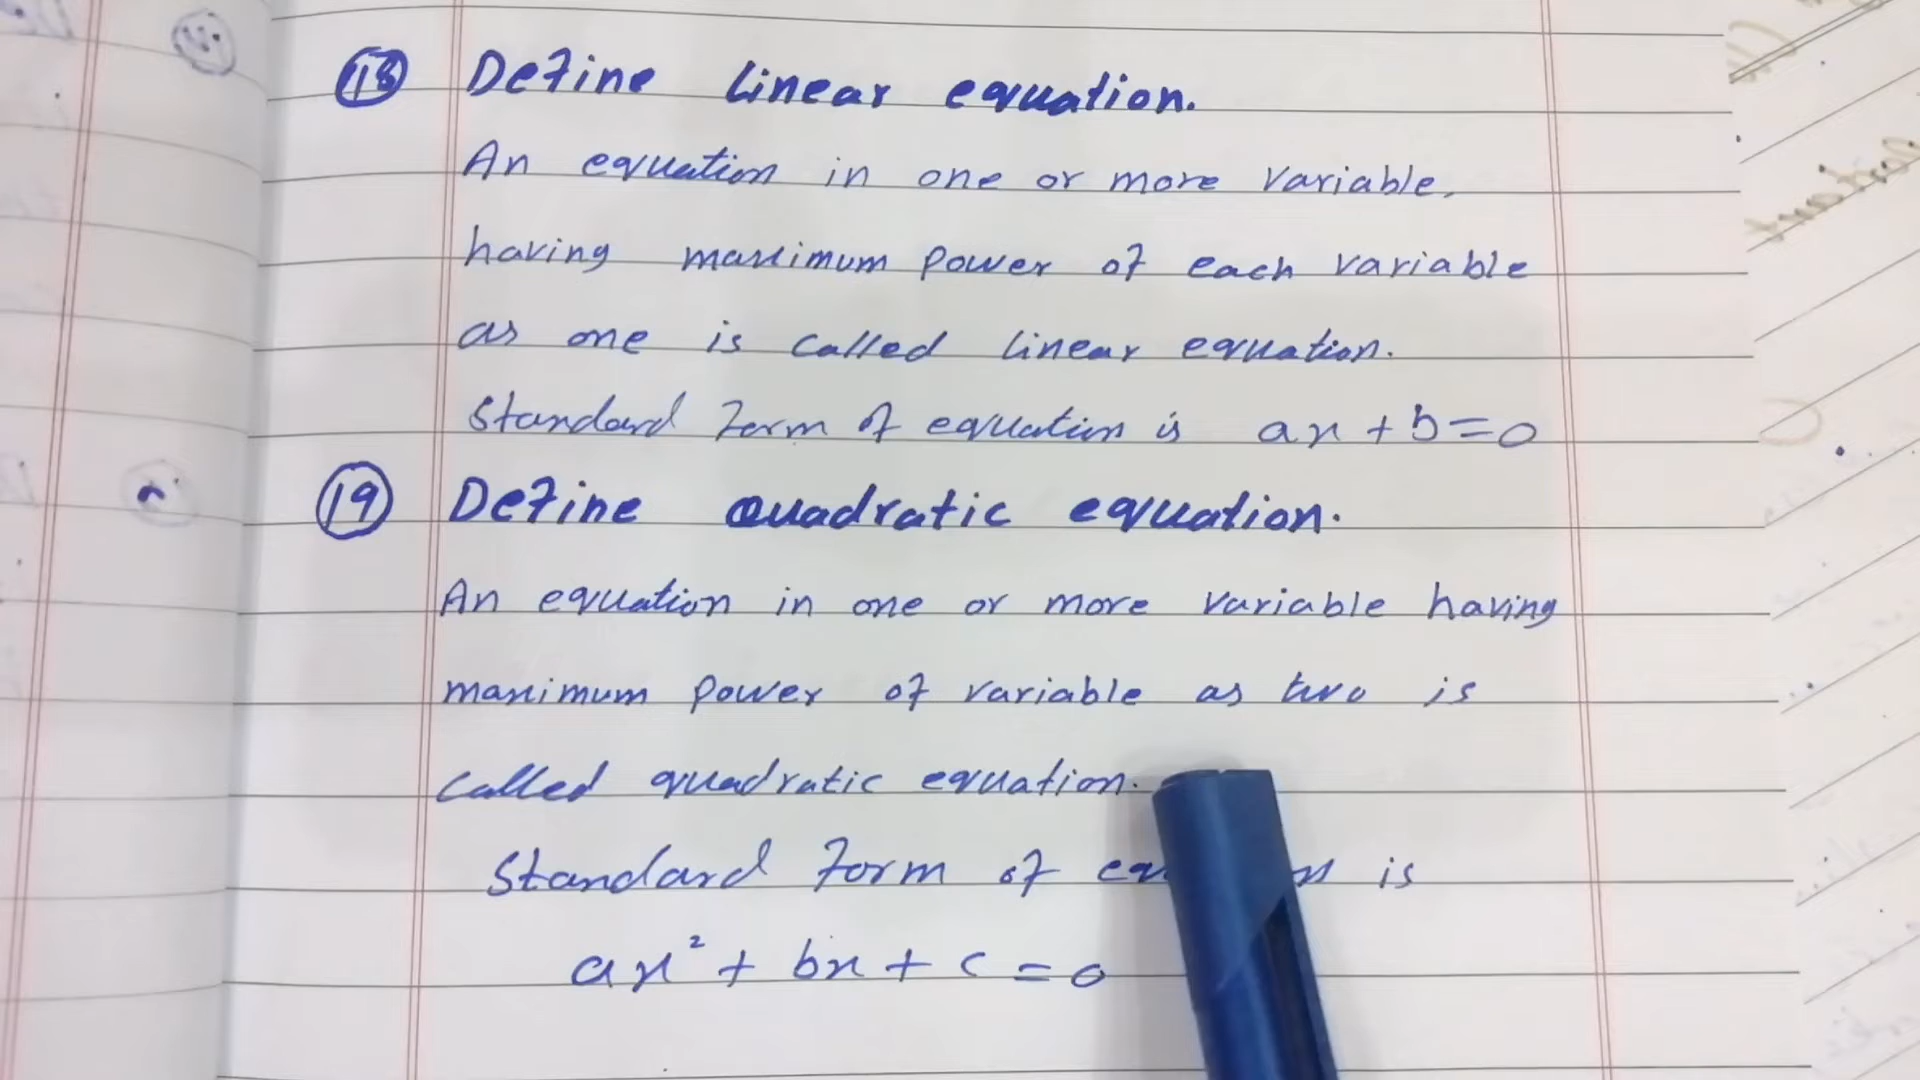 18 Define Linear equation.
An equation in one or more variable,
having maximum power of each variable
as one is called linear equation.
Standard form of equation is ax + b = 0
19 Define Quadratic equation.
An equation in one or more variable having
maximum power of variable as two is
called quadratic equation.
Standard form of is
ax² + bx + c = 0